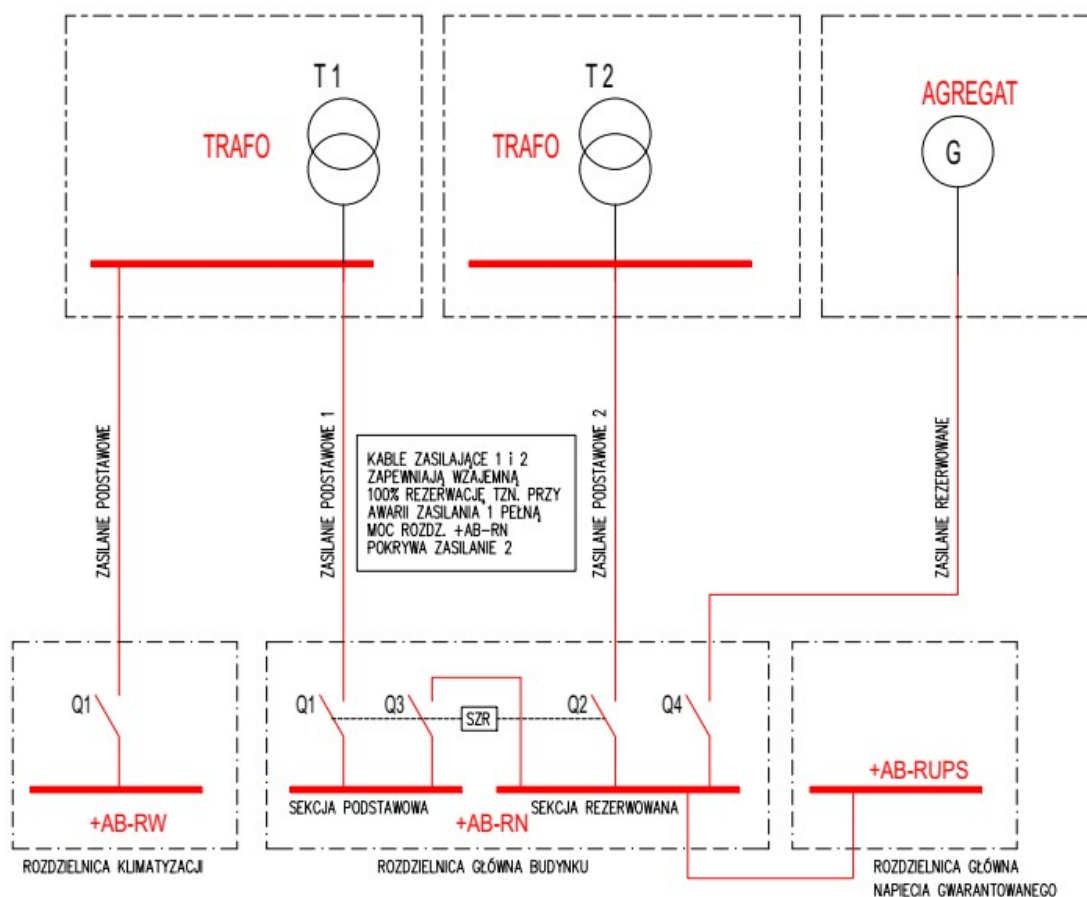 T1
TRAFO
T2
TRAFO
AGREGAT
G
ZASILANIE PODSTAWOWE
ZASILANIE PODSTAWOWE 1
KABLE ZASILAJĄCE 1 i 2
ZAPEWNIAJĄ WZAJEMNĄ
100% REZERWACJĘ TZN. PRZY
AWARII ZASILANIA 1 PEŁNĄ
MOC ROZDZ. +AB-RN
POKRYWA ZASILANIE 2
ZASILANIE PODSTAWOWE 2
ZASILANIE REZERWOWANE
Q1
Q1
Q3
SZR
Q2
Q4
+AB-RW
SEKCJA PODSTAWOWA
+AB-RN
SEKCJA REZERWOWANA
+AB-RUPS
ROZDZIELNICA KLIMATYZACJI
ROZDZIELNICA GŁÓWNA BUDYNKU
ROZDZIELNICA GŁÓWNA
NAPIĘCIA GWARANTOWANEGO